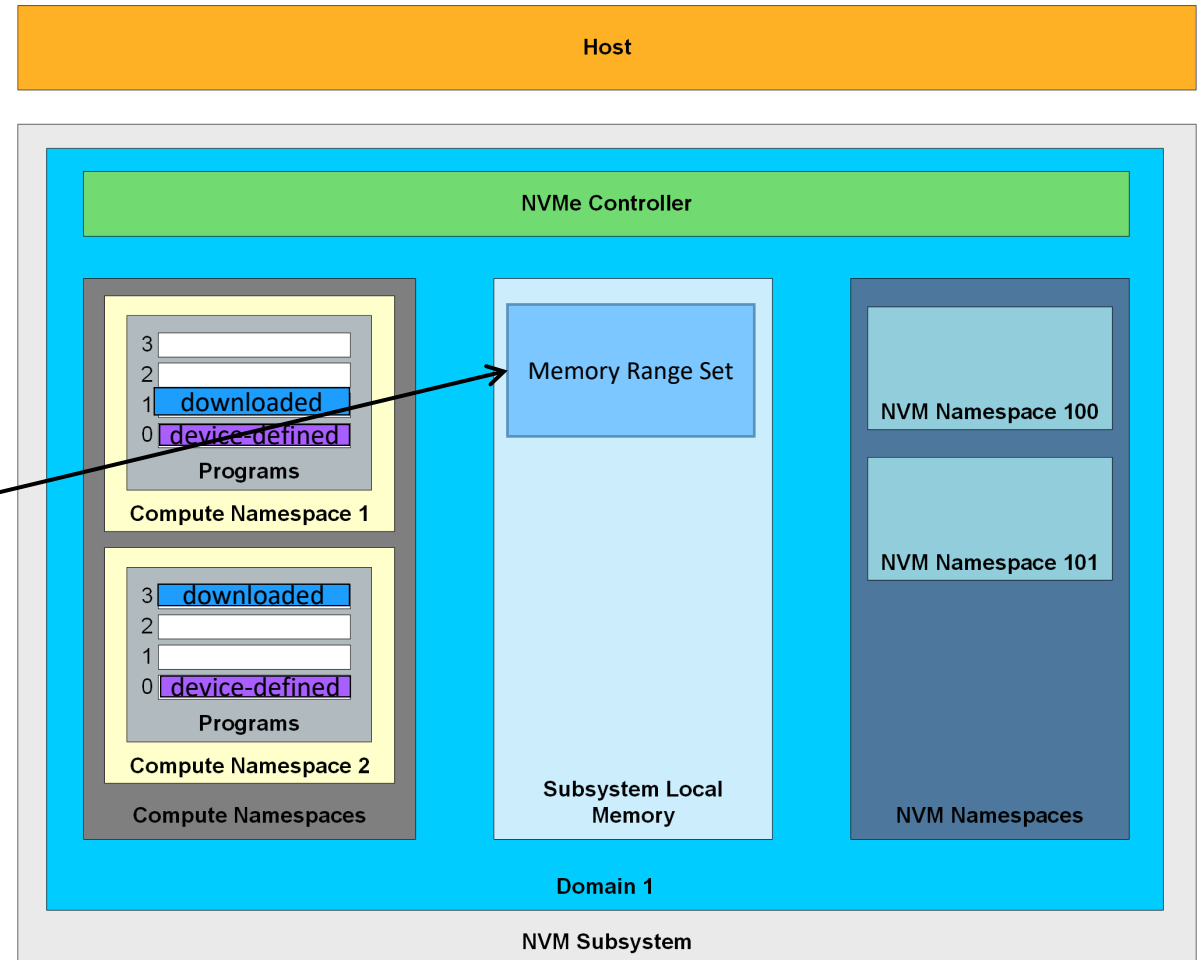 Host
NVMe Controller
3
2
1 downloaded
0 device-defined
Programs
Compute Namespace 1
3 downloaded
2
1
0 device-defined
Programs
Compute Namespace 2
Compute Namespaces
Memory Range Set
Subsystem Local
Memory
NVM Namespace 100
NVM Namespace 101
NVM Namespaces
Domain 1
NVM Subsystem